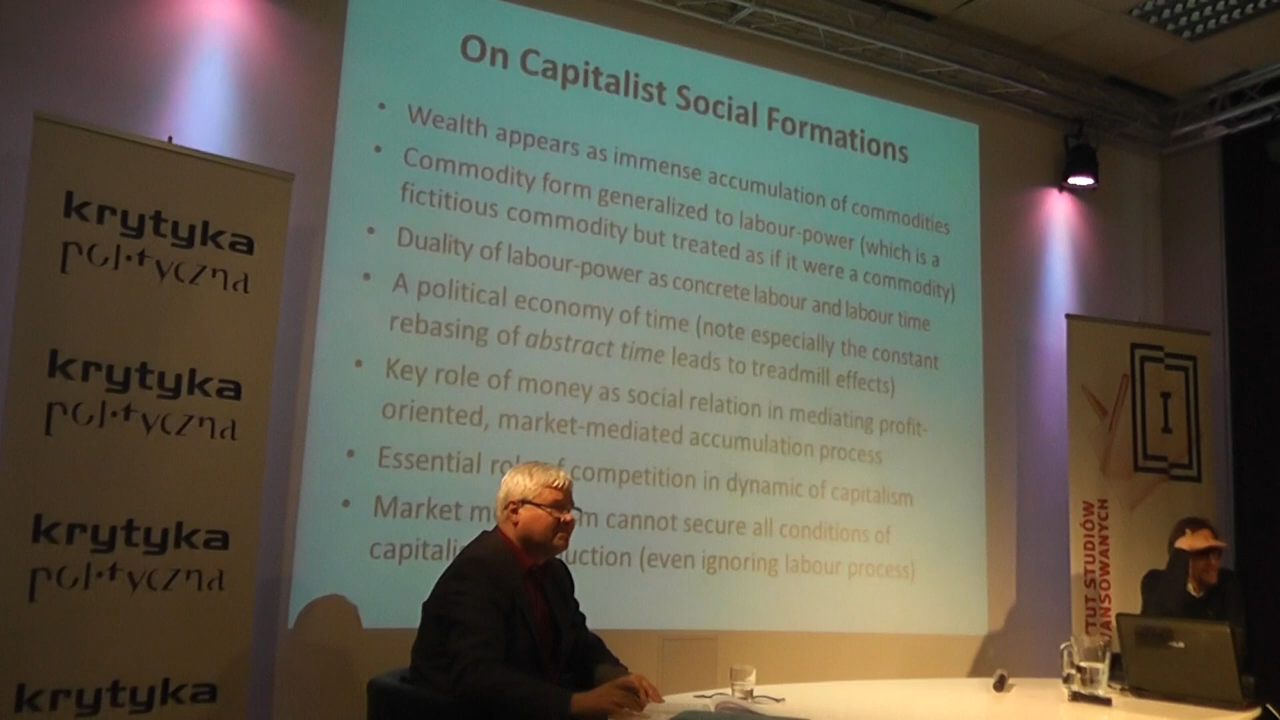 On Capitalist Social Formations
• Wealth appears as immense accumulation of commodities
• Commodity form generalized to labour-power (which is a
fictitious commodity but treated as if it were a commodity)
• Duality of labour-power as concrete labour and labour time
• A political economy of time (note especially the constant
rebasing of abstract time leads to treadmill effects)
• Key role of money as social relation in mediating profit-
oriented, market-mediated accumulation process
• Essential of competition in dynamic of capitalism
• Market cannot secure all conditions of
(even ignoring labour process)
krytyka
polityczna
krytyka
polityczna
krytyka
polityczna
krytyka
I
STUDIÓW